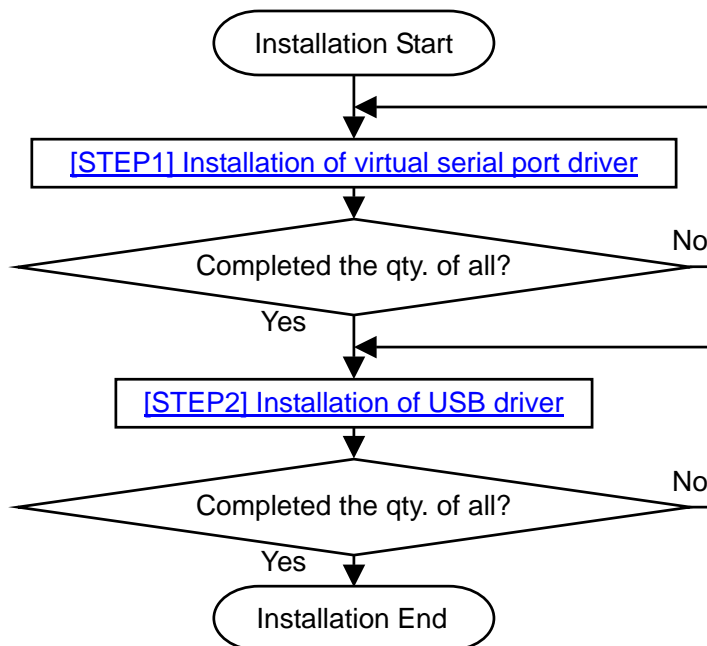 Installation Start
[STEP1] Installation of virtual serial port driver
Completed the qty. of all?
No
Yes
[STEP2] Installation of USB driver
Completed the qty. of all?
No
Yes
Installation End